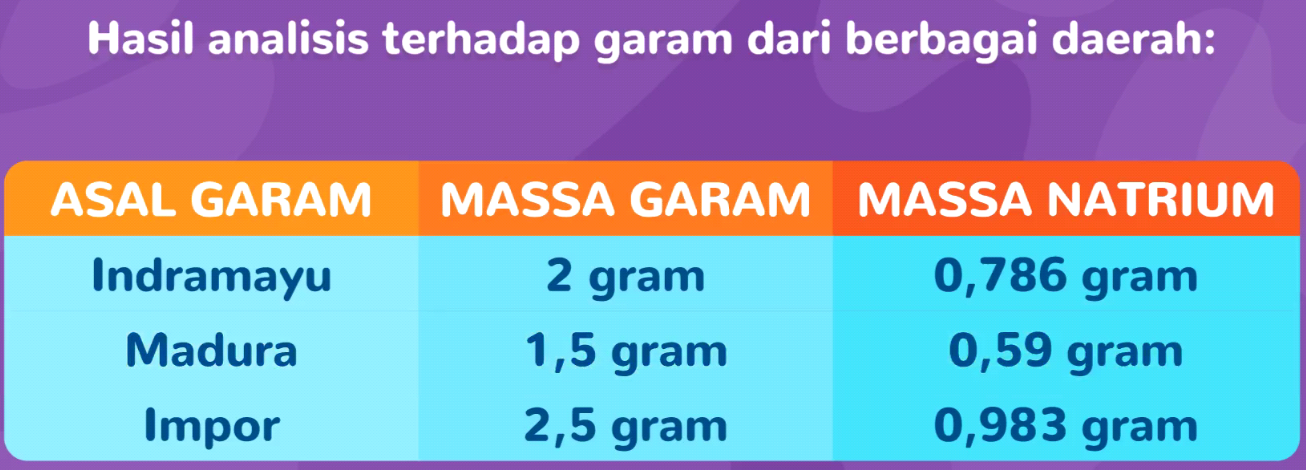 Hasil analisis terhadap garam dari berbagai daerah:
ASAL GARAM MASSA GARAM MASSA NATRIUM
Indramayu 2 gram 0,786 gram
Madura 1,5 gram 0,59 gram
Impor 2,5 gram 0,983 gram